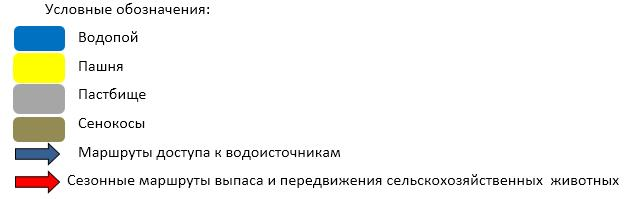 Условные обозначения:
Водопой
Пашня
Пастбище
Сенокосы
Маршруты доступа к водоисточникам
Сезонные маршруты выпаса и передвижения сельскохозяйственных животных